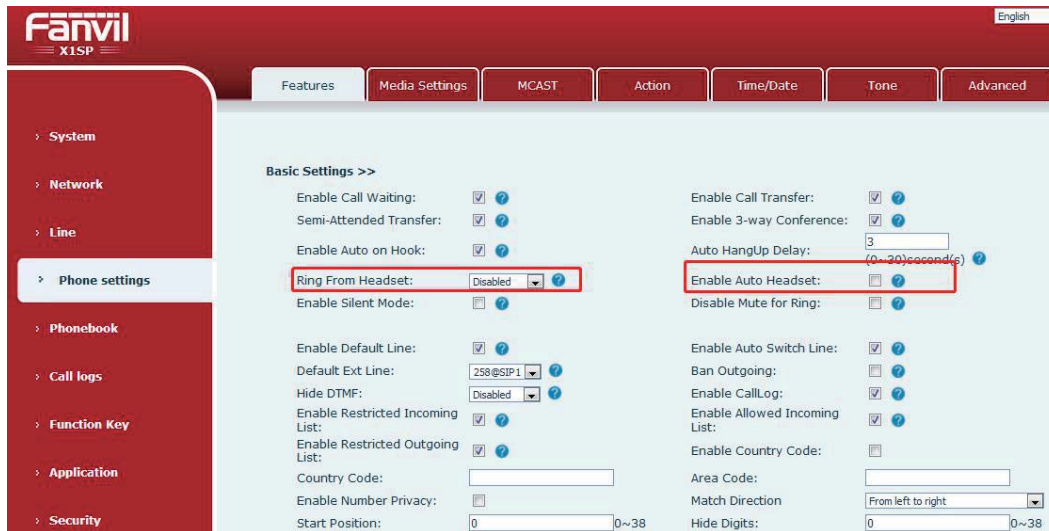 Fanvil
X1SP
English
Features
Media Settings
MCAST
Action
Time/Date
Tone
Advanced
› System
› Network
› Line
› Phone settings
› Phonebook
› Call logs
› Function Key
› Application
› Security
Basic Settings >>
Enable Call Waiting:
Enable Call Transfer:
Semi-Attended Transfer:
Enable 3-way Conference:
Enable Auto on Hook:
Auto HangUp Delay: 3
(0~30)second(s)
Ring From Headset: Disabled
Enable Auto Headset:
Enable Silent Mode:
Disable Mute for Ring:
Enable Default Line:
Enable Auto Switch Line:
Default Ext Line: 258@SIP1
Ban Outgoing:
Hide DTMF: Disabled
Enable CallLog:
Enable Restricted Incoming
List:
Enable Allowed Incoming
List:
Enable Restricted Outgoing
List:
Enable Country Code:
Country Code:
Area Code:
Enable Number Privacy:
Match Direction From left to right
Start Position: 0 0~38
Hide Digits: 0 0~38